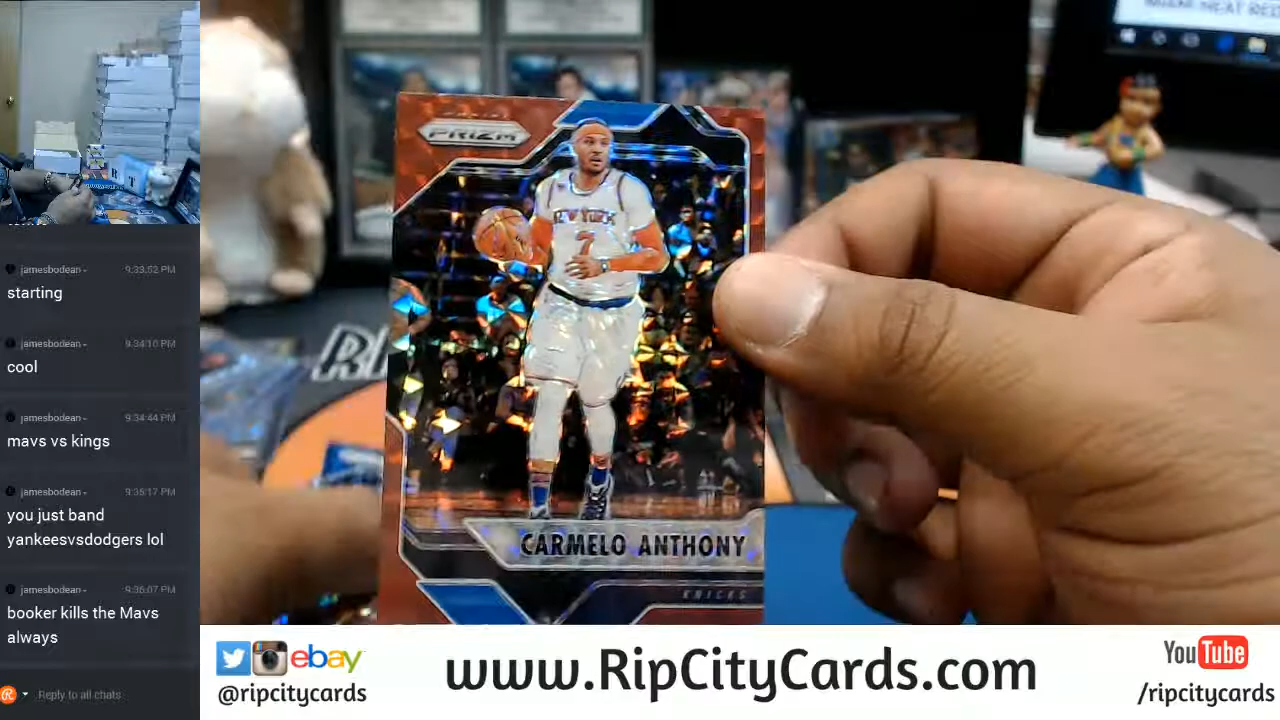 jamesbodean 9:33:52 PM
starting
jamesbodean 9:34:10 PM
cool
jamesbodean 9:34:44 PM
mavs vs kings
jamesbodean 9:35:17 PM
you just band
yankeesvsdodgers lol
jamesbodean 9:36:07 PM
booker kills the Mavs
always
Reply to all chats
PRIZM
NEW YORK
7
CARMELO ANTHONY
KNICKS
MIAMI HEAT RED
ebay
@ripcitycards
www.RipCityCards.com
YouTube
/ripcitycards